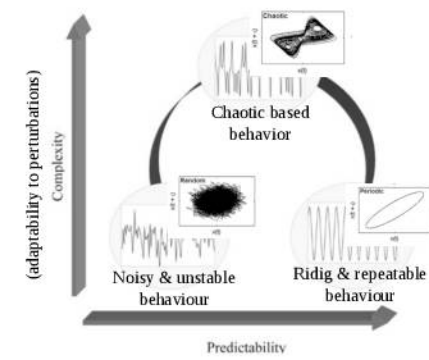 Chaotic
x(t + τ)
x(t)
Chaotic based
behavior
(adaptability to perturbations)
Complexity
Random
x(t + τ)
x(t)
Noisy & unstable
behaviour
Periodic
x(t + τ)
x(t)
Ridig & repeatable
behaviour
Predictability